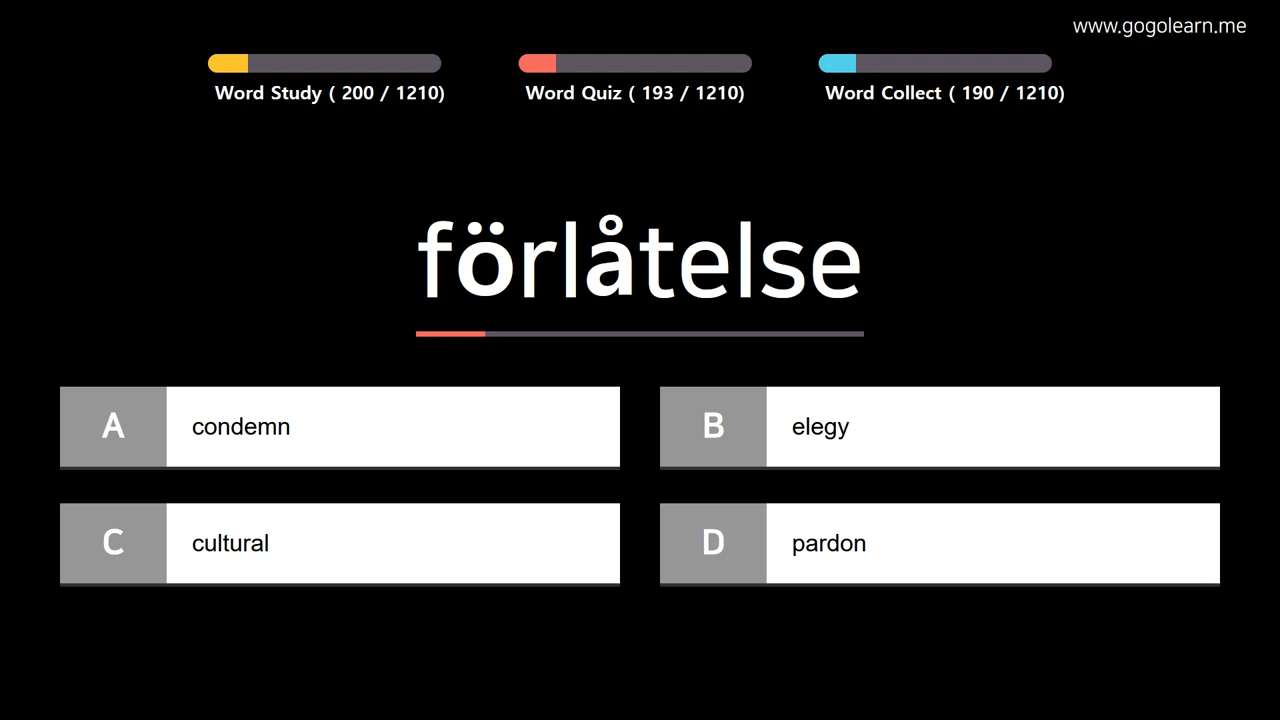 www.gogolearn.me
Word Study ( 200 / 1210)
Word Quiz ( 193 / 1210)
Word Collect ( 190 / 1210)
förlåtelse
A condemn
B elegy
C cultural
D pardon